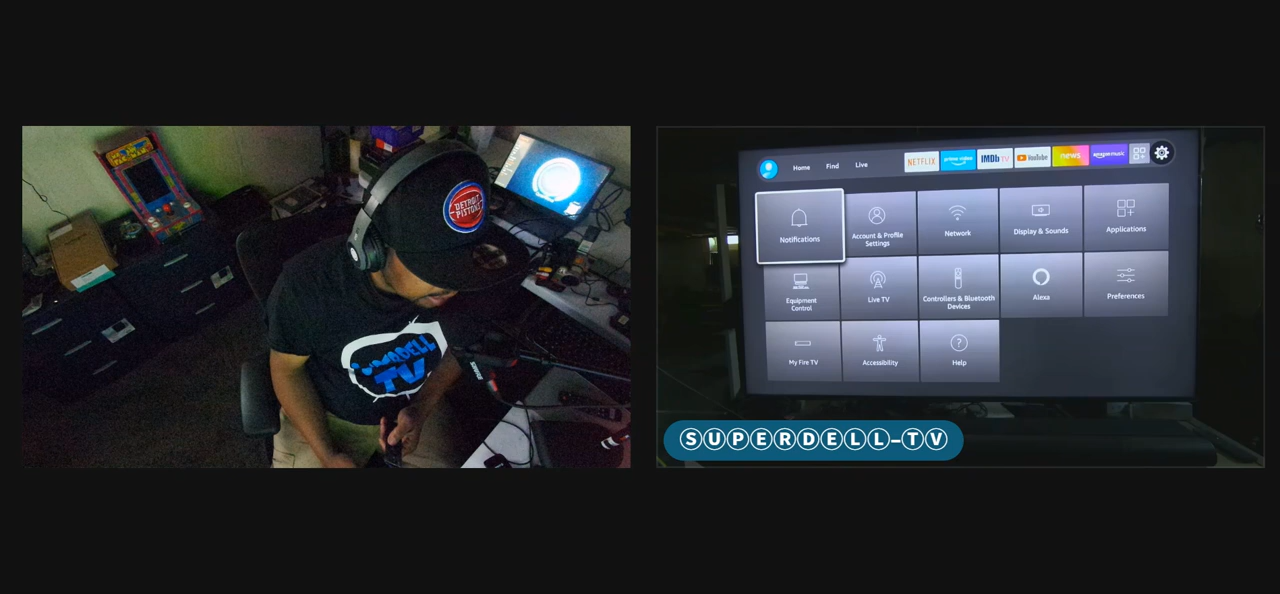 DETROIT
PISTONS
TV
Home
Find
Live
NETFLIX
prime video
IMDb TV
YouTube
news
amazon music
Notifications
Account & Profile
Settings
Network
Display & Sounds
Applications
Equipment
Control
Live TV
Controllers & Bluetooth
Devices
Alexa
Preferences
My Fire TV
Accessibility
Help
ⓈⓊⓅⒺⓇⒹⒺⓁⓁ-ⓉⓋ